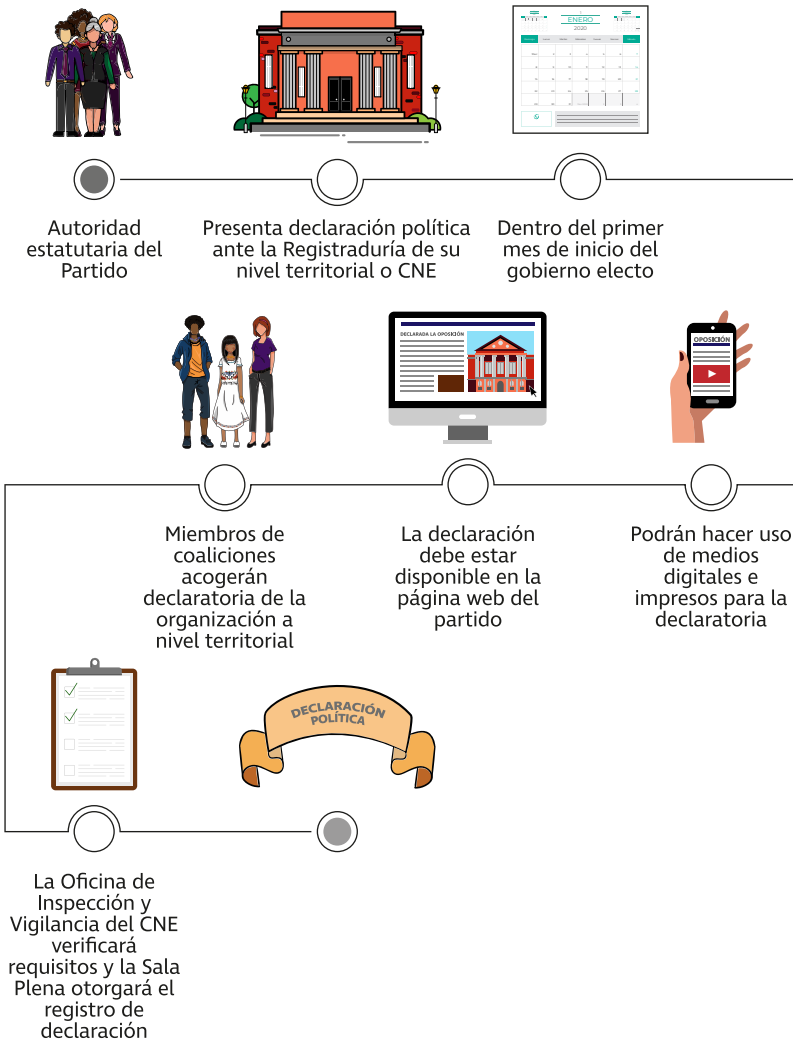 ENERO
2020
Autoridad
estatutaria del
Partido
Presenta declaración política
ante la Registraduría de su
nivel territorial o CNE
Dentro del primer
mes de inicio del
gobierno electo
DECLARADA LA OPOSICIÓN
OPOSICIÓN
Miembros de
coaliciones
acogerán
declaratoria de la
organización a
nivel territorial
La declaración
debe estar
disponible en la
página web del
partido
Podrán hacer uso
de medios
digitales e
impresos para la
declaratoria
DECLARACIÓN
POLÍTICA
La Oficina de
Inspección y
Vigilancia del CNE
verificará
requisitos y la Sala
Plena otorgará el
registro de
declaración